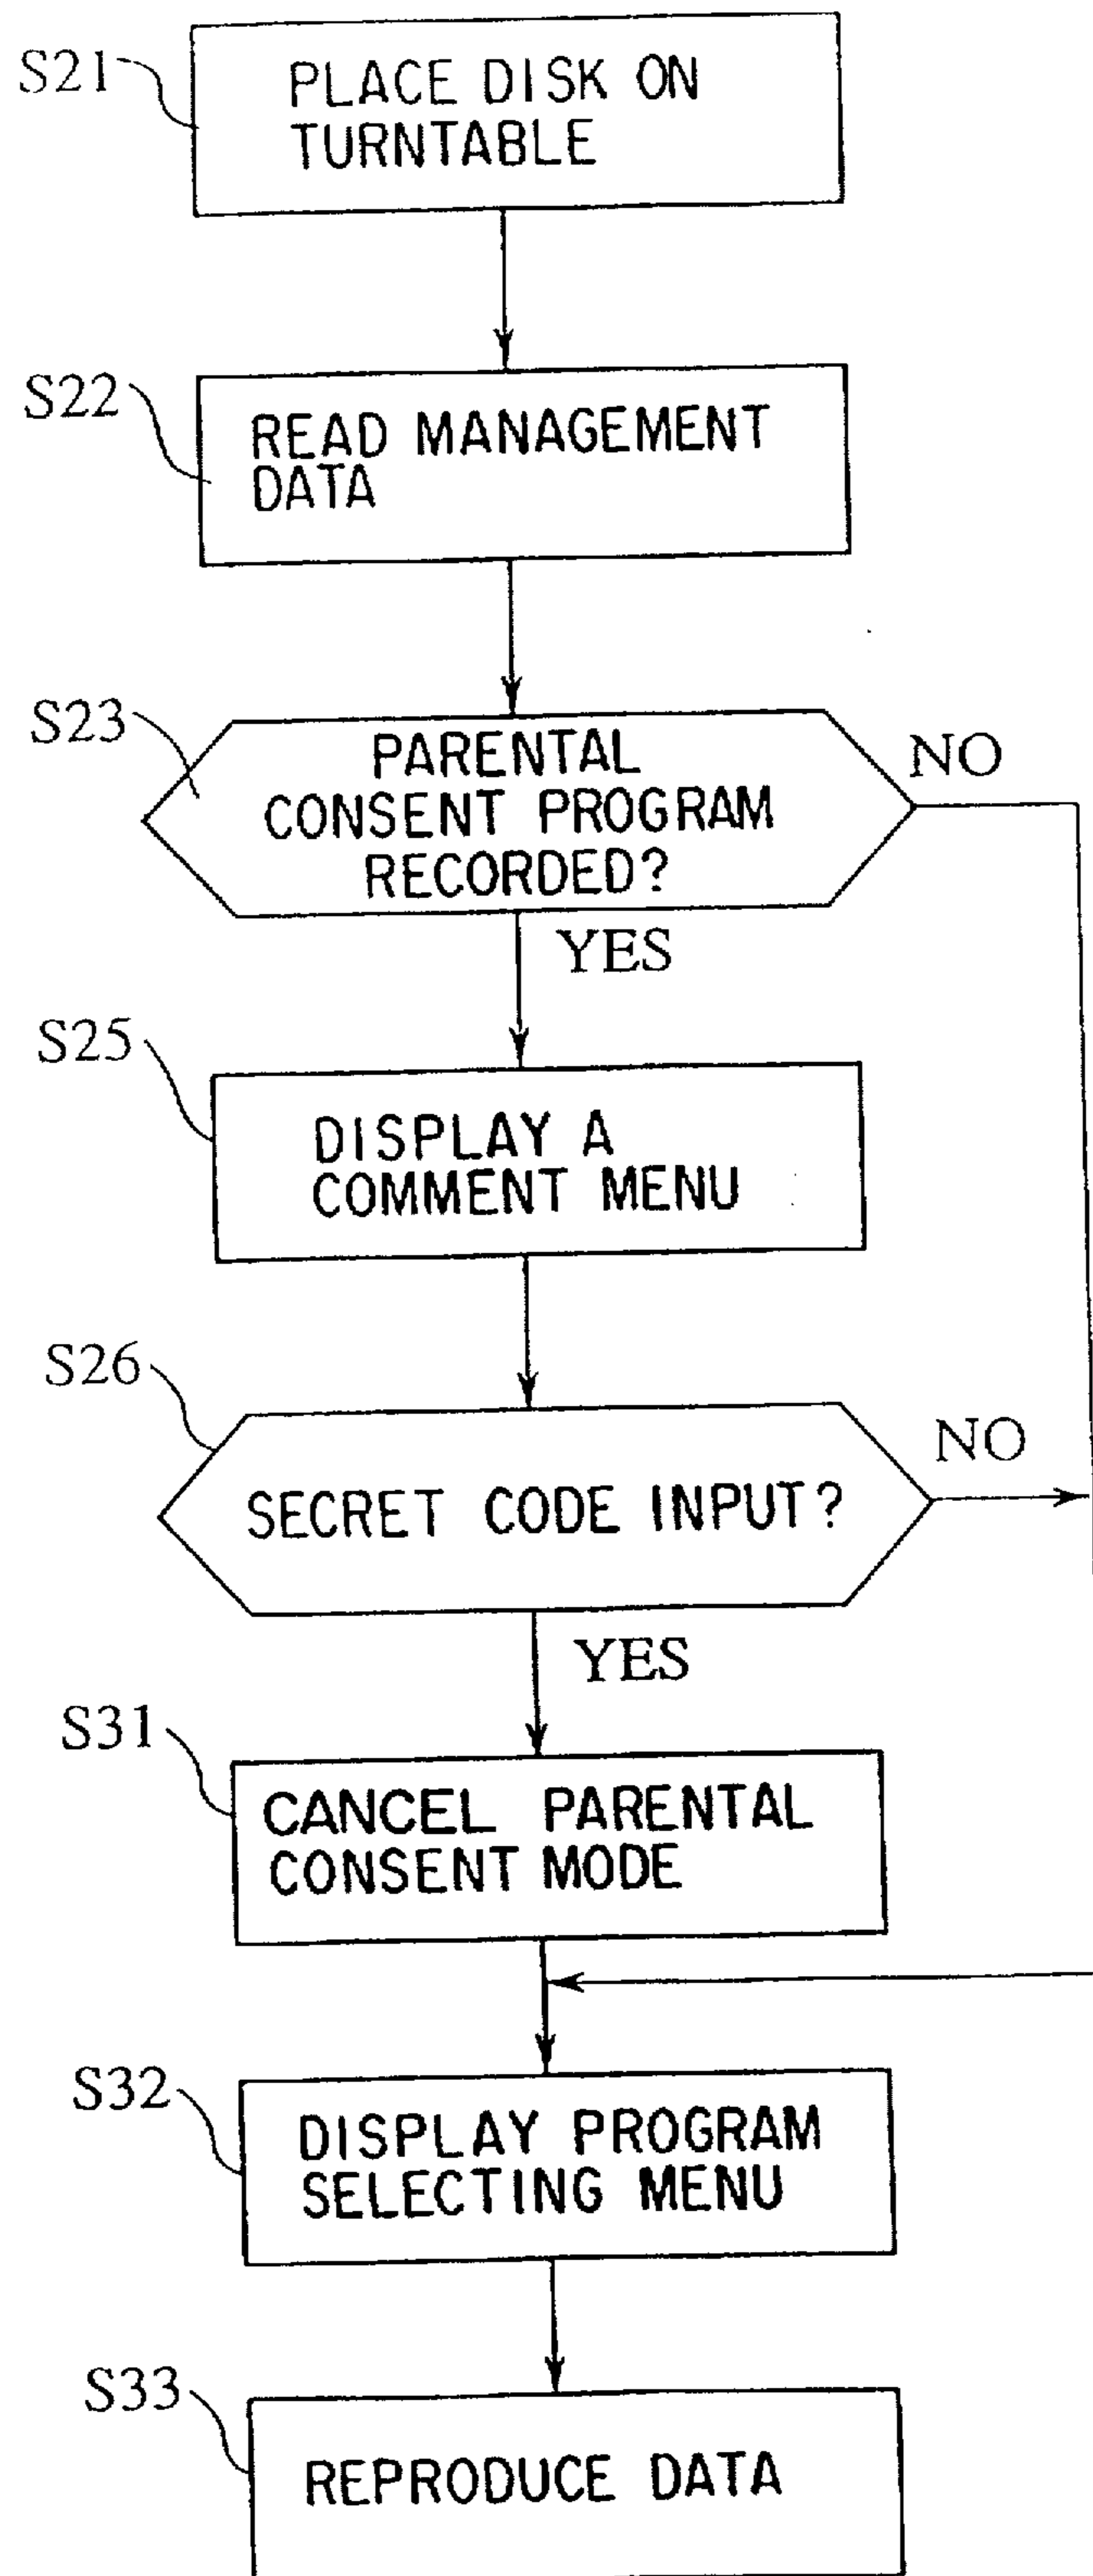 S21
PLACE DISK ON
TURNTABLE
S22
READ MANAGEMENT
DATA
S23
PARENTAL
CONSENT PROGRAM
RECORDED?
NO
YES
S25
DISPLAY A
COMMENT MENU
S26
SECRET CODE INPUT?
NO
YES
S31
CANCEL PARENTAL
CONSENT MODE
S32
DISPLAY PROGRAM
SELECTING MENU
S33
REPRODUCE DATA